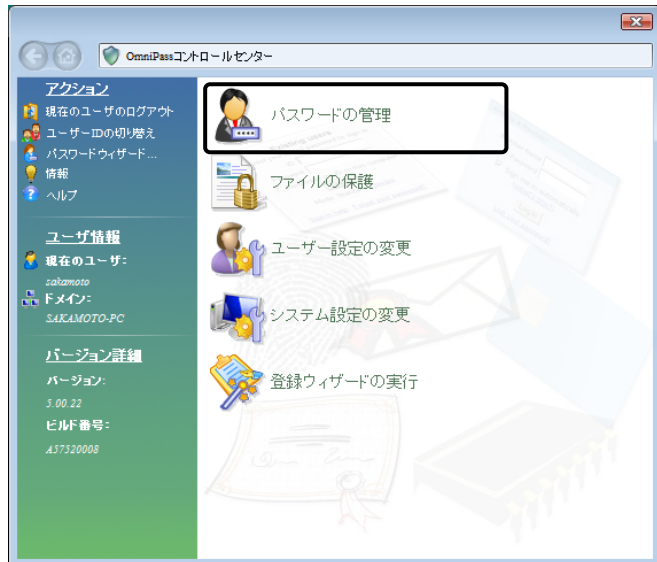 OmniPassコントロールセンター
アクション
現在のユーザのログアウト
ユーザーIDの切り替え
パスワードウィザード...
情報
ヘルプ
ユーザ情報
現在のユーザ:
sakamoto
ドメイン:
SAKAMOTO-PC
バージョン詳細
バージョン:
5.00.22
ビルド番号:
A57520008
パスワードの管理
ファイルの保護
ユーザー設定の変更
システム設定の変更
登録ウィザードの実行